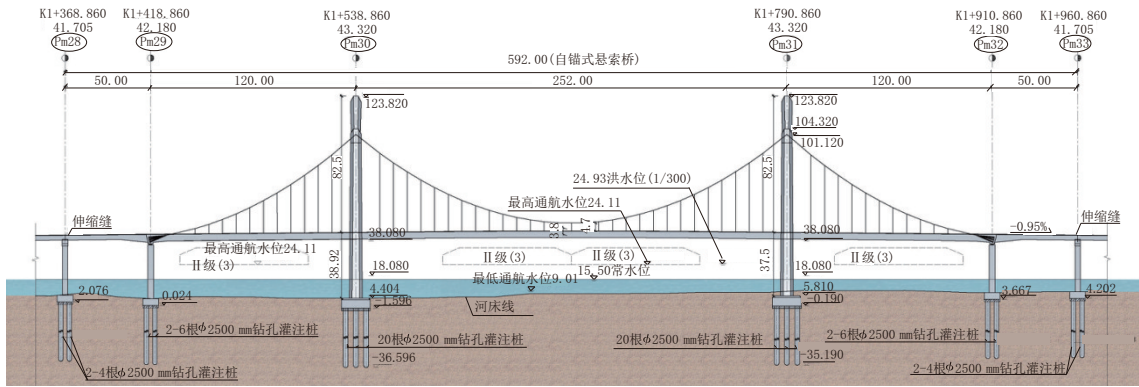 K1+368.860
41.705
Pm28
K1+418.860
42.180
Pm29
K1+538.860
43.320
Pm30
K1+790.860
43.320
Pm31
K1+910.860
42.180
Pm32
K1+960.860
41.705
Pm33
592.00(自锚式悬索桥)
50.00
120.00
252.00
120.00
50.00
123.820
123.820
104.320
101.120
82.5
82.5
24.93洪水位(1/300)
最高通航水位24.11
伸缩缝
3.8
4.7
-0.95%
伸缩缝
38.080
38.080
最高通航水位24.11
Ⅱ级(3)
Ⅱ级(3)
Ⅱ级(3)
38.92
37.5
18.080
最低通航水位9.01
15.50常水位
18.080
2.076
0.024
4.404
-1.596
河床线
5.810
-0.190
3.667
4.202
2-6根ϕ2500 mm钻孔灌注桩
20根ϕ2500 mm钻孔灌注桩
20根ϕ2500 mm钻孔灌注桩
2-6根ϕ2500 mm钻孔灌注桩
-36.596
-35.190
2-4根ϕ2500 mm钻孔灌注桩
2-4根ϕ2500 mm钻孔灌注桩